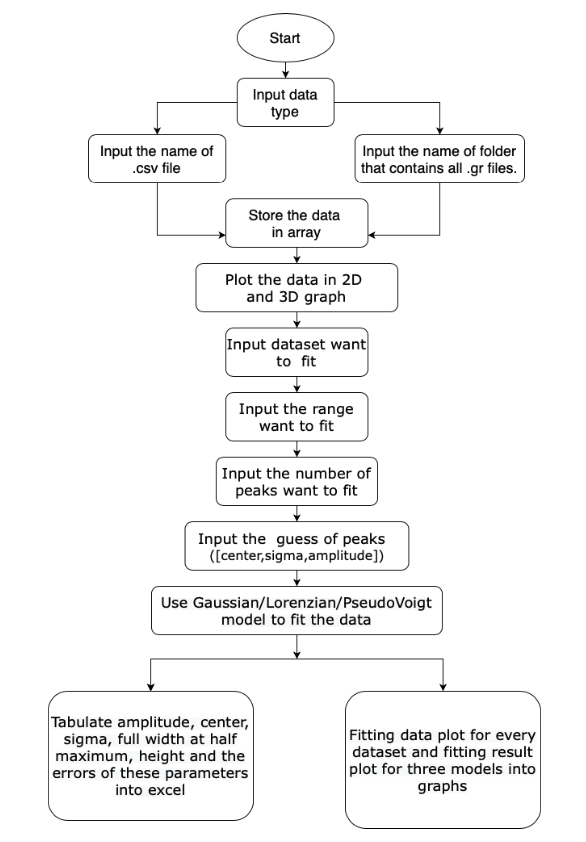 Start
Input data
type
Input the name of
.csv file
Input the name of folder
that contains all .gr files.
Store the data
in array
Plot the data in 2D
and 3D graph
Input dataset want
to fit
Input the range
want to fit
Input the number of
peaks want to fit
Input the guess of peaks
([center,sigma,amplitude])
Use Gaussian/Lorenzian/PseudoVoigt
model to fit the data
Tabulate amplitude, center,
sigma, full width at half
maximum, height and the
errors of these parameters
into excel
Fitting data plot for every
dataset and fitting result
plot for three models into
graphs